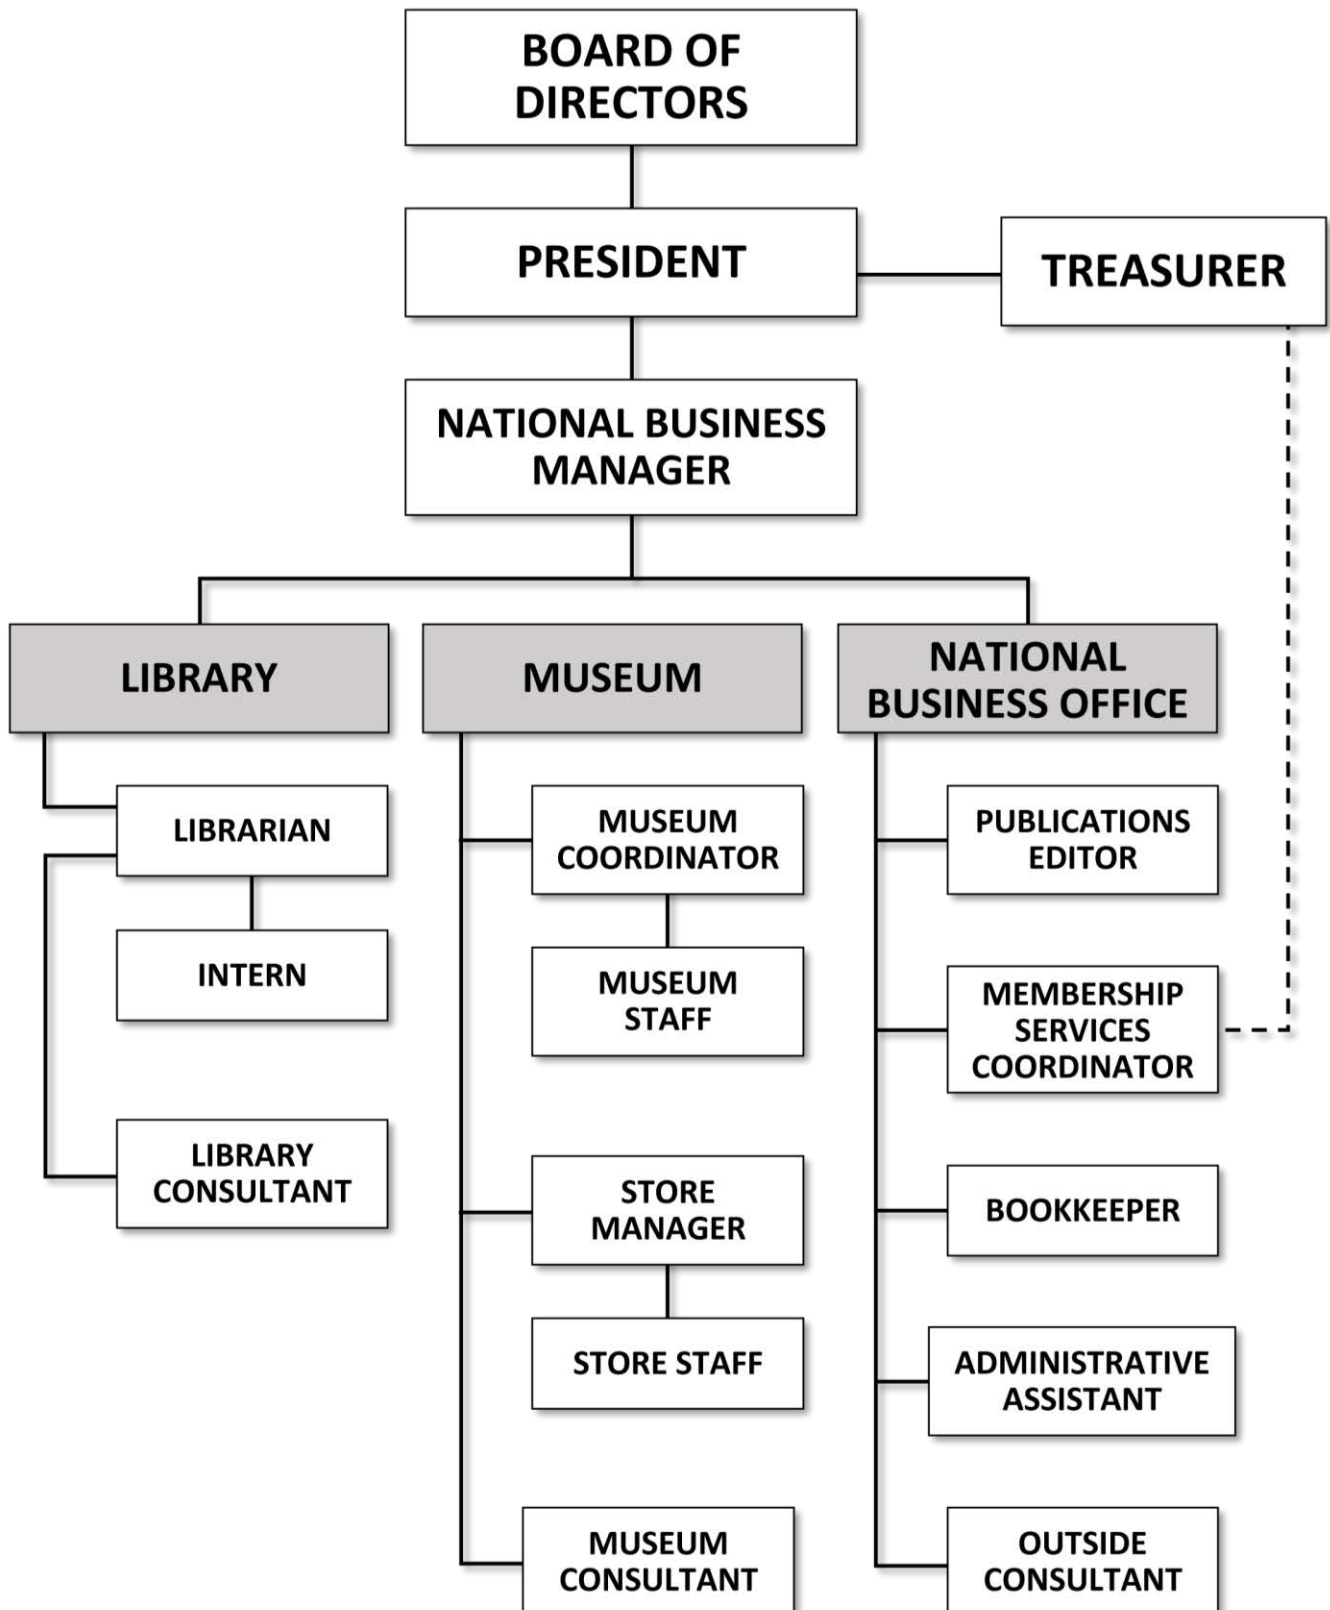 BOARD OF
DIRECTORS
PRESIDENT
TREASURER
NATIONAL BUSINESS
MANAGER
LIBRARY
LIBRARIAN
INTERN
LIBRARY
CONSULTANT
MUSEUM
MUSEUM
COORDINATOR
MUSEUM
STAFF
STORE
MANAGER
STORE STAFF
MUSEUM
CONSULTANT
NATIONAL
BUSINESS OFFICE
PUBLICATIONS
EDITOR
MEMBERSHIP
SERVICES
COORDINATOR
BOOKKEEPER
ADMINISTRATIVE
ASSISTANT
OUTSIDE
CONSULTANT